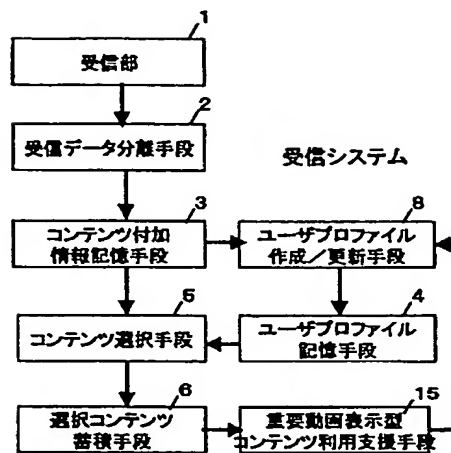 1
受信部
2
受信データ分離手段
受信システム
3
コンテンツ付加
情報記憶手段
8
ユーザプロファイル
作成／更新手段
5
コンテンツ選択手段
4
ユーザプロファイル
記憶手段
6
選択コンテンツ
蓄積手段
15
重要動画表示型
コンテンツ利用支援手段